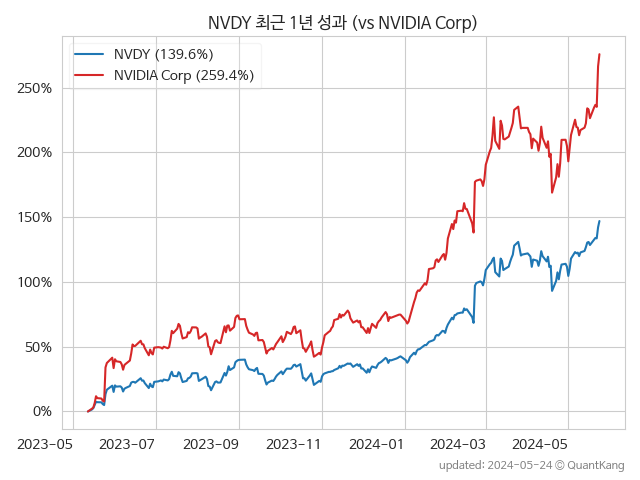 NVDY 최근 1년 성과 (vs NVIDIA Corp)
NVDY (139.6%)
NVIDIA Corp (259.4%)
250%
200%
150%
100%
50%
0%
2023-05 2023-07 2023-09 2023-11 2024-01 2024-03 2024-05
updated: 2024-05-24 © QuantKang